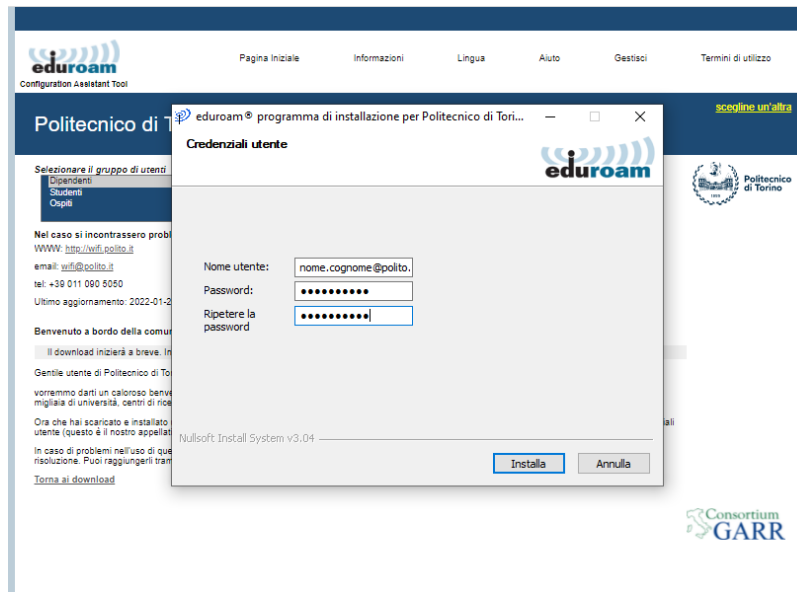 eduroam
Configuration Assistant Tool
Pagina Iniziale
Informazioni
Lingua
Aiuto
Gestisci
Termini di utilizzo
Politecnico di T
scegline un'altra
eduroam® programma di installazione per Politecnico di Tori...
Credenziali utente
eduroam
Nome utente:
nome.cognome@polito.
Password:
●●●●●●●●●●
Ripetere la
password
●●●●●●●●●●
Nullsoft Install System v3.04
Installa
Annulla
Selezionare il gruppo di utenti
Dipendenti
Studenti
Ospiti
Politecnico
di Torino
Nel caso si incontrassero probl
WWW: http://wifi.polito.it
email: wifi@polito.it
tel: +39 011 090 5050
Ultimo aggiornamento: 2022-01-2
Benvenuto a bordo della comu
Il download inizierà a breve. In
Gentile utente di Politecnico di To
vorremmo darti un caloroso benve
migliaia di università, centri di rice
Ora che hai scaricato e installato
ali
utente (questo è il nostro appellat
In caso di problemi nell'uso di que
risoluzione. Puoi raggiungerli tram
Torna ai download
Consortium
GARR